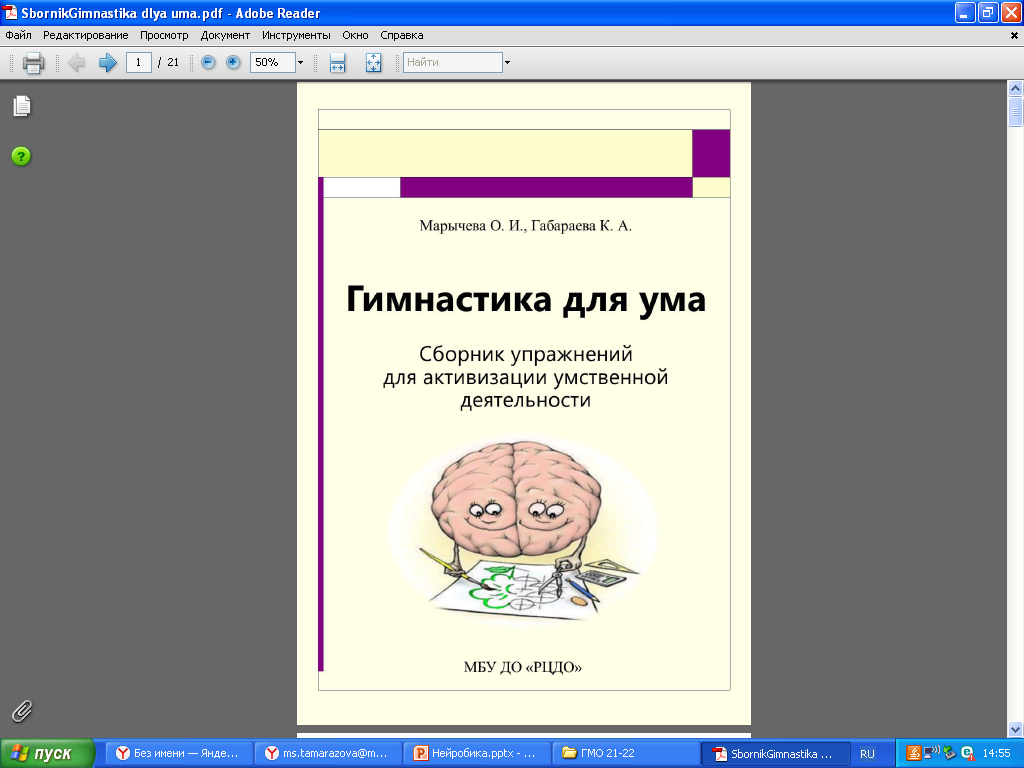 SbornikGimnastika dlya uma.pdf - Adobe Reader
Файл Редактирование Просмотр Документ Инструменты Окно Справка
1 / 21 50% Найти
Марычева О. И., Габараева К. А.
Гимнастика для ума
Сборник упражнений
для активизации умственной
деятельности
МБУ ДО «РЦДО»
пуск Без имени — Янде... ms.tamarazova@m... Нейробика.pptx - ... ГМО 21-22 SbornikGimnastika ... RU 14:55